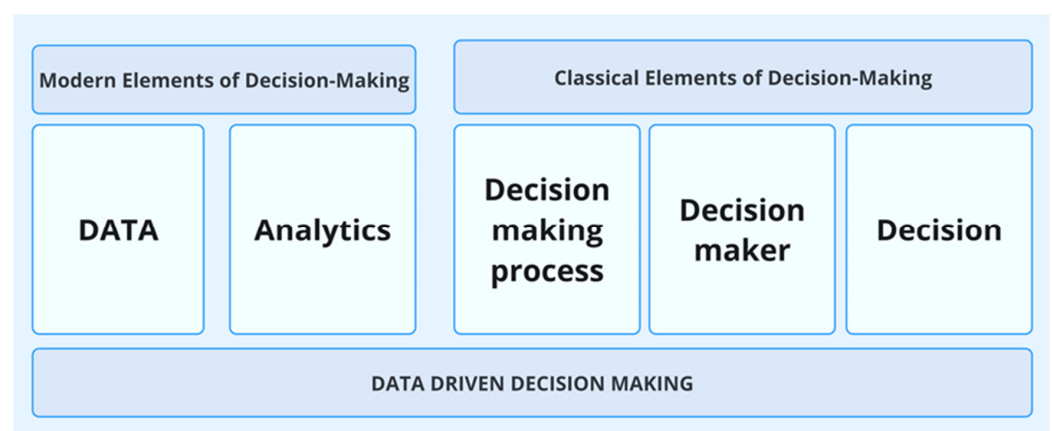 Modern Elements of Decision-Making
Classical Elements of Decision-Making
DATA
Analytics
Decision
making
process
Decision
maker
Decision
DATA DRIVEN DECISION MAKING